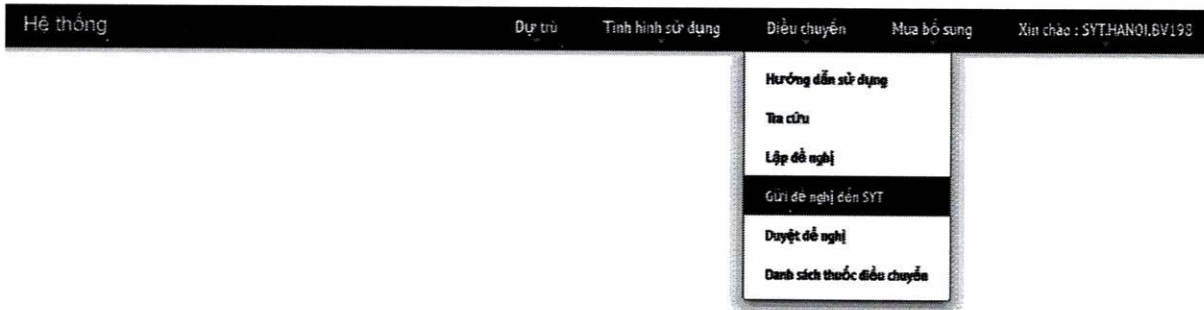 Hệ thống Dự trù Tình hình sử dụng Điều chuyển Mua bổ sung Xin chào : SYT.HANOI.BV198
Hướng dẫn sử dụng
Tra cứu
Lập đề nghị
Gửi đề nghị đến SYT
Duyệt đề nghị
Danh sách thuốc điều chuyển